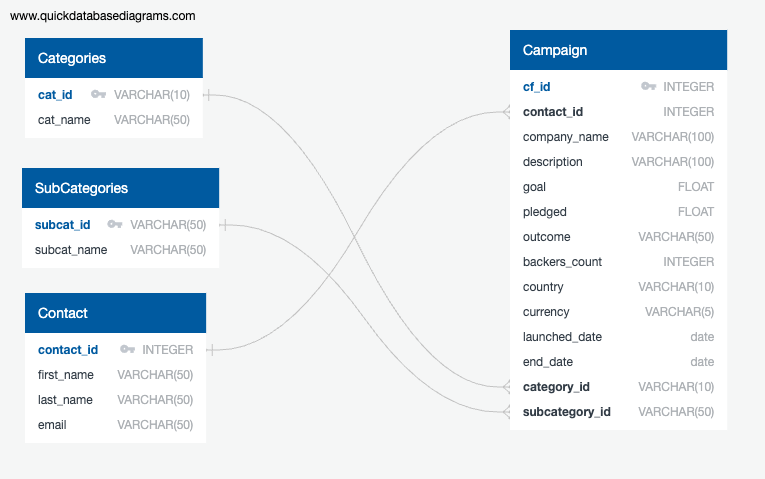 www.quickdatabasediagrams.com
Categories
cat_id VARCHAR(10)
cat_name VARCHAR(50)
SubCategories
subcat_id VARCHAR(50)
subcat_name VARCHAR(50)
Contact
contact_id INTEGER
first_name VARCHAR(50)
last_name VARCHAR(50)
email VARCHAR(50)
Campaign
cf_id INTEGER
contact_id INTEGER
company_name VARCHAR(100)
description VARCHAR(100)
goal FLOAT
pledged FLOAT
outcome VARCHAR(50)
backers_count INTEGER
country VARCHAR(10)
currency VARCHAR(5)
launched_date date
end_date date
category_id VARCHAR(10)
subcategory_id VARCHAR(50)